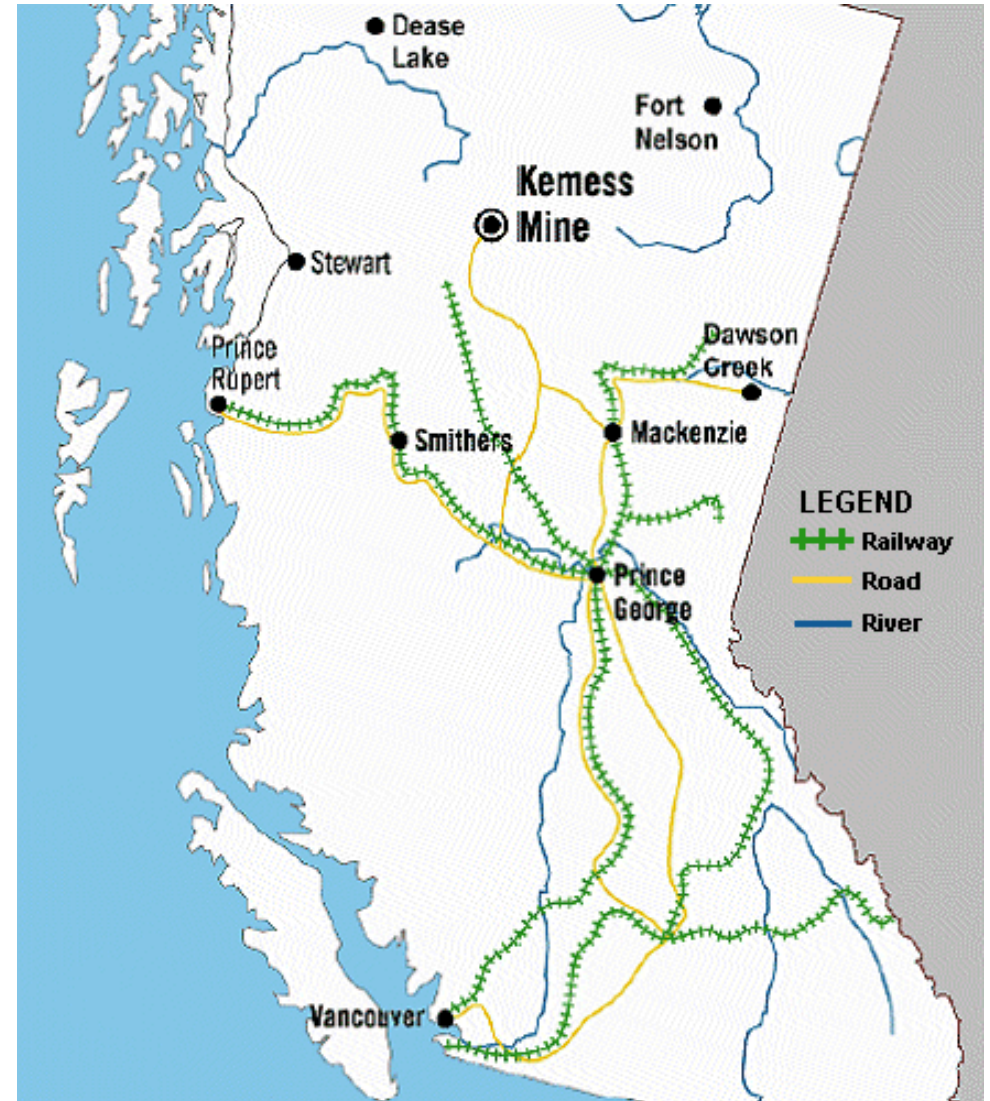 Dease
Lake
Fort
Nelson
Kemess
Mine
Stewart
Prince
Rupert
Dawson
Creek
Smithers
Mackenzie
LEGEND
Railway
Road
River
Prince
George
Vancouver